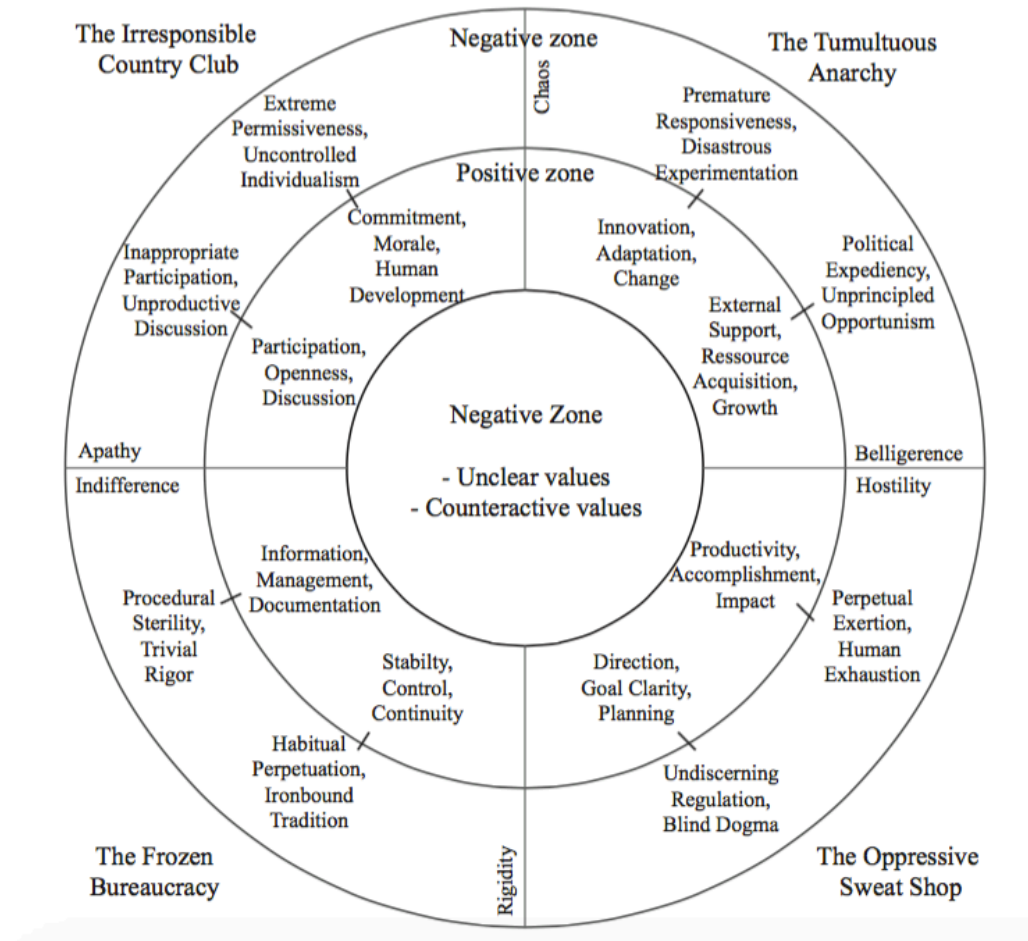 The Irresponsible
Country Club
Negative zone
The Tumultuous
Anarchy
Chaos
Extreme
Permissiveness,
Uncontrolled
Individualism
Premature
Responsiveness,
Disastrous
Experimentation
Positive zone
Commitment,
Morale,
Human
Development
Innovation,
Adaptation,
Change
Inappropriate
Participation,
Unproductive
Discussion
Political
Expediency,
Unprincipled
Opportunism
Participation,
Openness,
Discussion
External
Support,
Ressource
Acquisition,
Growth
Negative Zone
- Unclear values
- Counteractive values
Apathy
Indifference
Belligerence
Hostility
Information,
Management,
Documentation
Productivity,
Accomplishment,
Impact
Procedural
Sterility,
Trivial
Rigor
Perpetual
Exertion,
Human
Exhaustion
Stabilty,
Control,
Continuity
Direction,
Goal Clarity,
Planning
Habitual
Perpetuation,
Ironbound
Tradition
Undiscerning
Regulation,
Blind Dogma
The Frozen
Bureaucracy
Rigidity
The Oppressive
Sweat Shop